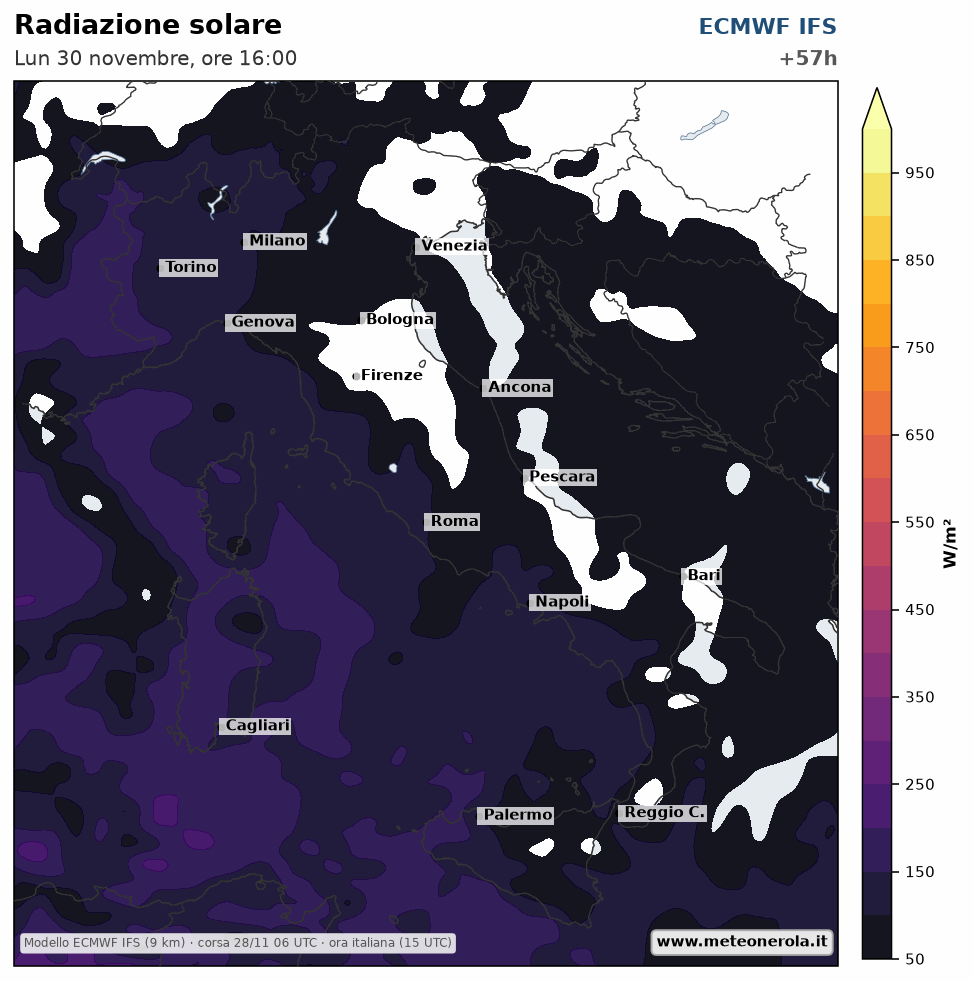 Radiazione solare
ECMWF IFS
Lun 30 novembre, ore 16:00
+57h
Milano
Venezia
Torino
Genova
Bologna
Firenze
Ancona
Pescara
Roma
Bari
Napoli
Cagliari
Palermo
Reggio C.
950
850
750
650
550
450
350
250
150
50
W/m²
Modello ECMWF IFS (9 km) · corsa 28/11 06 UTC · ora italiana (15 UTC)
www.meteonerola.it